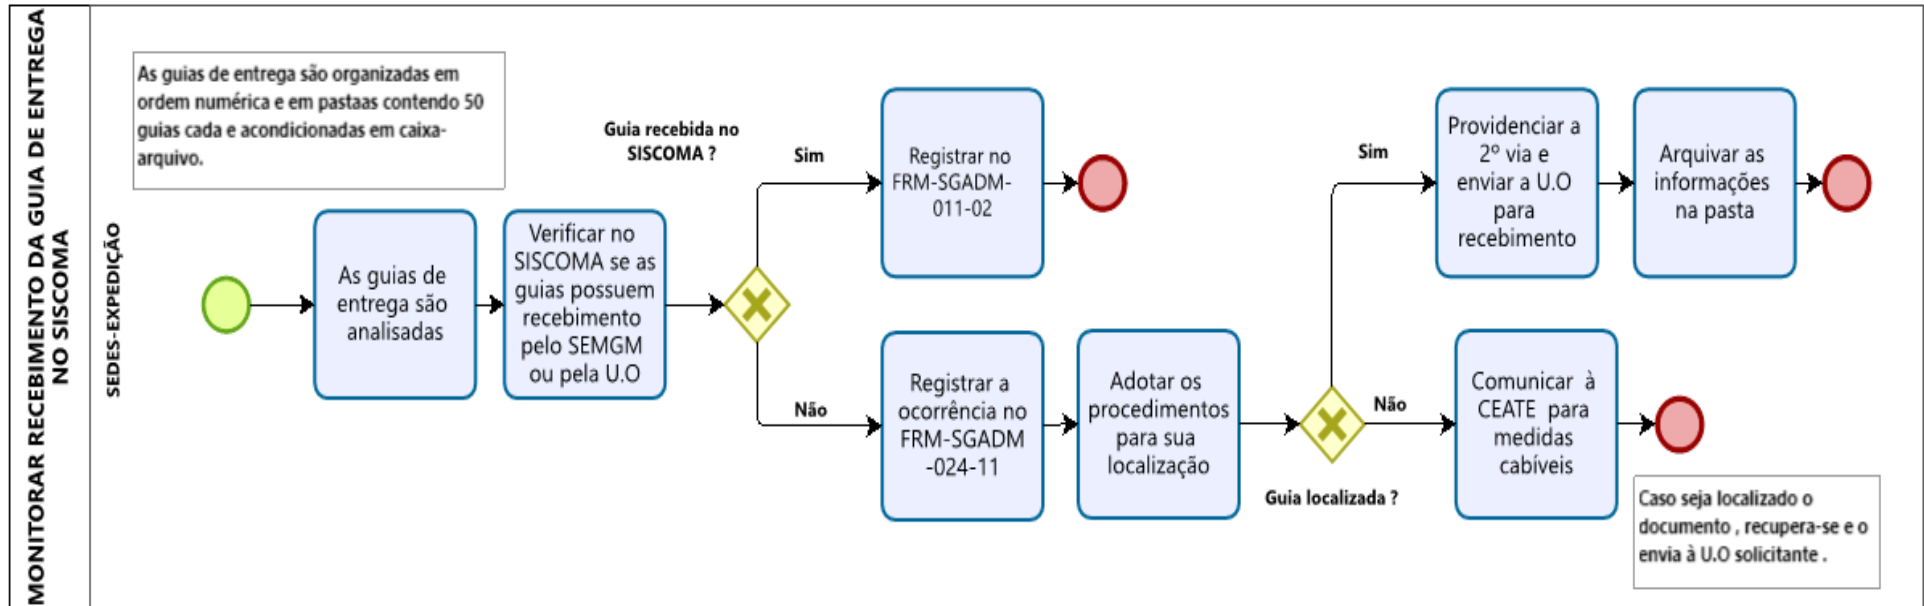 MONITORAR RECEBIMENTO DA GUIA DE ENTREGA
NO SISCOMA
SEDES-EXPEDIÇÃO
As guias de entrega são organizadas em
ordem numérica e em pastaas contendo 50
guias cada e acondicionadas em caixa-
arquivo.
As guias de
entrega são
analisadas
Verificar no
SISCOMA se as
guias possuem
recebimento
pelo SEMGM
ou pela U.O
Guia recebida no
SISCOMA ?
Sim
Registrar no
FRM-SGADM-
011-02
Não
Registrar a
ocorrência no
FRM-SGADM
-024-11
Adotar os
procedimentos
para sua
localização
Guia localizada ?
Sim
Providenciar a
2º via e
enviar a U.O
para
recebimento
Arquivar as
informações
na pasta
Não
Comunicar à
CEATE para
medidas
cabíveis
Caso seja localizado o
documento , recupera-se e o
envia à U.O solicitante .